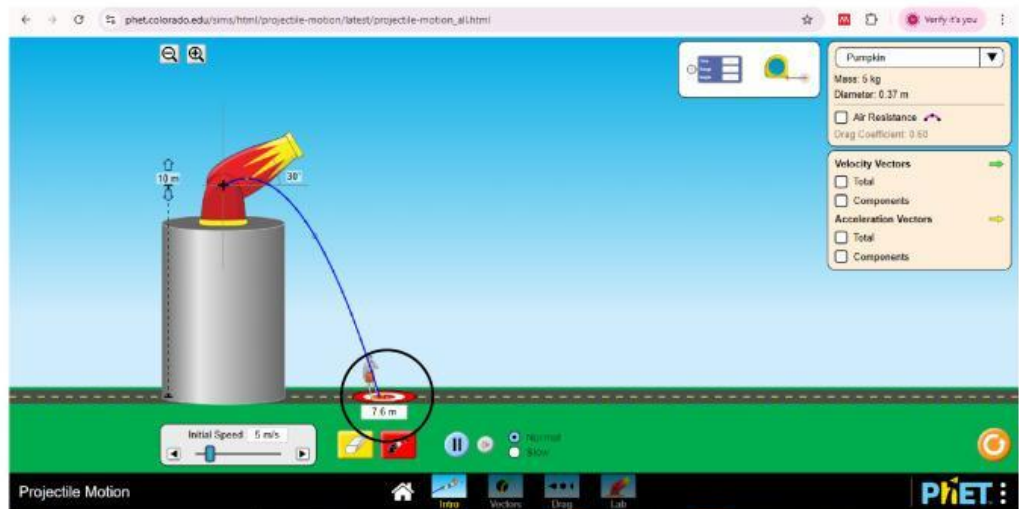 phet.colorado.edu/sims/html/projectile-motion/latest/projectile-motion_all.html
Verify it's you
Pumpkin
Mass: 5 kg
Diameter: 0.37 m
Air Resistance
Drag Coefficient: 0.60
Velocity Vectors
Total
Components
Acceleration Vectors
Total
Components
10 m
30°
7.6 m
Initial Speed 5 m/s
Normal
Slow
Projectile Motion
Intro
Vectors
Drag
Lab
PhET